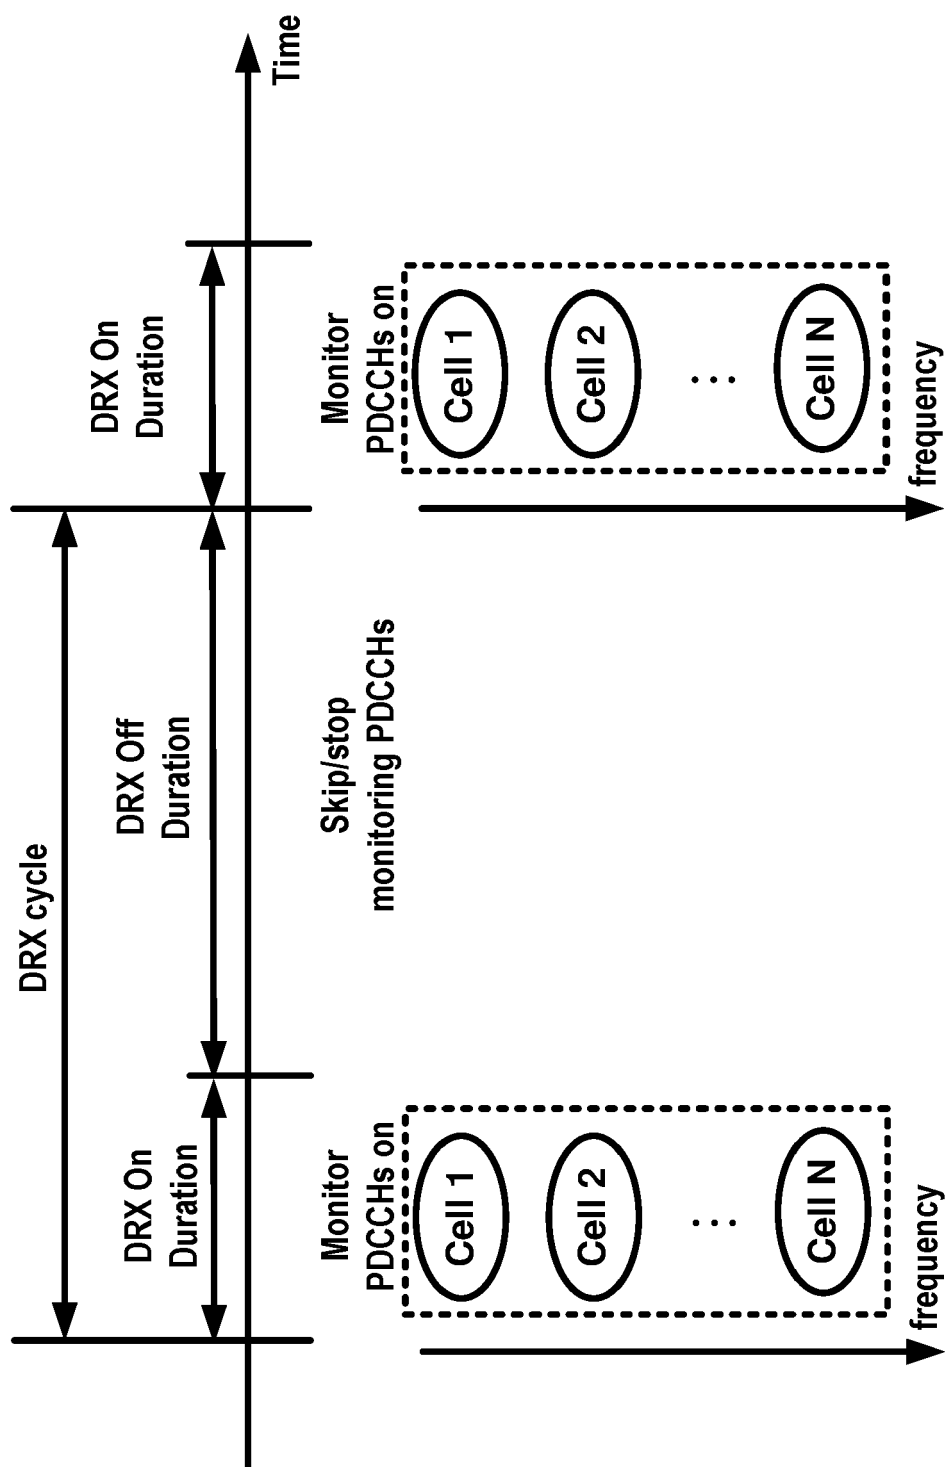 DRX cycle
DRX On
Duration
DRX Off
Duration
DRX On
Duration
Time
Monitor
PDCCHs on
Cell 1
Cell 2
...
Cell N
frequency
Skip/stop
monitoring PDCCHs
Monitor
PDCCHs on
Cell 1
Cell 2
...
Cell N
frequency